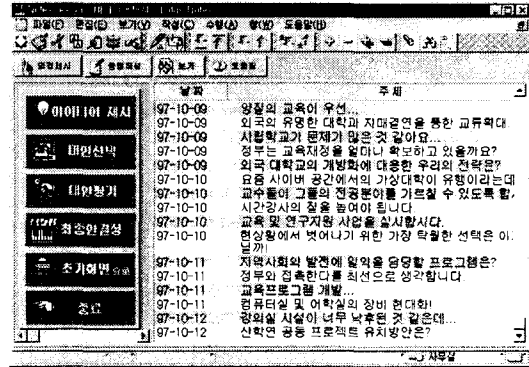 파일(F) 편집(E) 보기(V) 작성(C) 수행(A) 창(W) 도움말(H)
보기
도움말
아이디어 제시
대안선택
대안평가
최종안결정
초기화면
종료
날짜 주제
97-10-09 양질의 교육이 우선...
97-10-09 외국의 유명한 대학과 자매결연을 통한 교류확대
97-10-09 사립학교가 문제가 많은 것 같아요...
97-10-09 정부는 교육재정을 얼마나 확보하고 있을까요?
97-10-09 외국 대학교의 개방화에 대응한 우리의 전략은?
97-10-10 요즘 사이버 공간에서의 가상대학이 유행이라는데
97-10-10 교수들이 그들의 전공분야를 가르칠 수 있도록 합.
97-10-10 시간강사의 질을 높여야 됩니다
97-10-10 교육 및 연구지원 사업을 실시합시다.
97-10-10 현상황에서 벗어나기 위한 가장 탁월한 선택은 아.
닐까!
97-10-11 지역사회와 발전에 일익을 담당할 프로그램은?
97-10-11 정부와 접촉한다를 최선으로 생각합니다.
97-10-11 교육프로그램 개발...
97-10-11 컴퓨터실 및 어학실의 장비 현대화!
97-10-12 강의실 시설이 너무 낙후된 것 같은데...
97-10-12 산학연 공동 프로젝트 유치방안은?
사무실